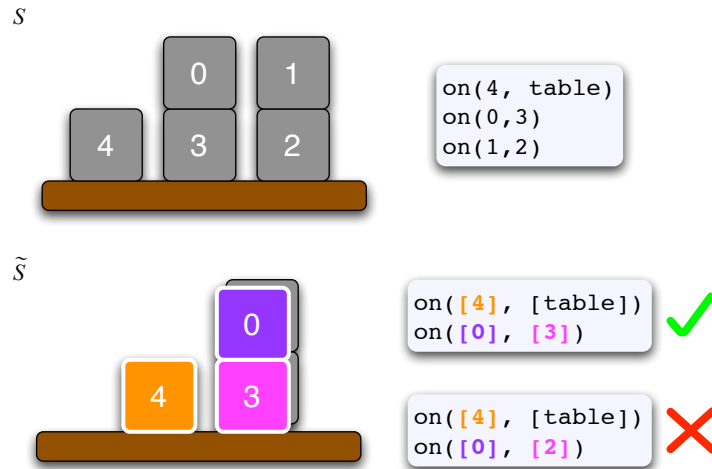 S
0 1
4 3 2
on(4, table)
on(0,3)
on(1,2)
S̃
0
4 3
on([4], [table])
on([0], [3])
on([4], [table])
on([0], [2])